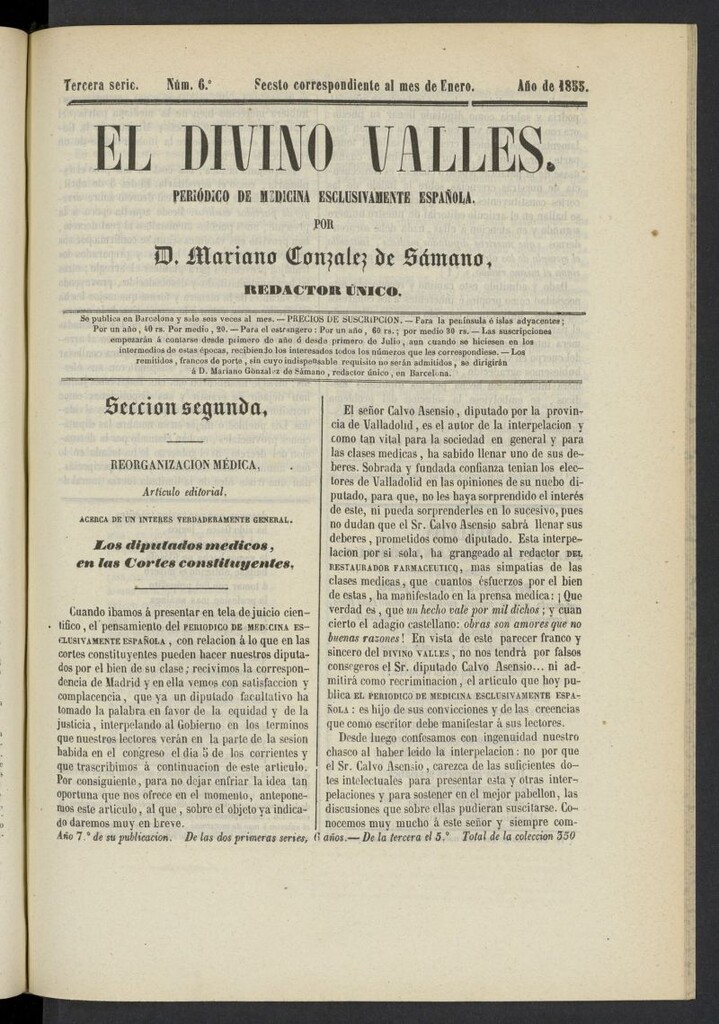 Tercera serie. Núm. 6.º Secsto correspondiente al mes de Enero. Año de 1855.
EL DIVINO VALLES.
PERIÓDICO DE MEDICINA ESCLUSIVAMENTE ESPAÑOLA.
POR
D. Mariano Gonzalez de Sámano,
REDACTOR ÚNICO.
Se publica en Barcelona y sale seis veces al mes. — PRECIOS DE SUSCRIPCION. — Para la península é islas adyacentes;
Por un año, 40 rs. Por medio, 20. — Para el estrangero: Por un año, 60 rs.; por medio 30 rs. — Las suscripciones
empezarán á contarse desde primero de año ó desde primero de Julio, aun cuando se hiciesen en los
intermedios de estas épocas, recibiendo los interesados todos los números que les correspondiese. — Los
remitidos, francos de porte, sin cuyo indispensable requisito no serán admitidos, se dirigirán
á D. Mariano Gonzalez de Sámano, redactor único, en Barcelona.
Seccion segunda,
REORGANIZACION MÉDICA,
Artículo editorial.
ACERCA DE UN INTERES VERDADERAMENTE GENERAL.
Los diputados medicos,
en las Cortes constituyentes.
Cuando ibamos á presentar en tela de juicio cien-
tífico, el pensamiento del PERIODICO DE MEDICINA ES-
CLUSIVAMENTE ESPAÑOLA, con relacion á lo que en las
cortes constituyentes pueden hacer nuestros diputa-
dos por el bien de su clase; recivimos la correspon-
dencia de Madrid y en ella vemos con satisfaccion y
complacencia, que ya un diputado facultativo ha
tomado la palabra en favor de la equidad y de la
justicia, interpelando al Gobierno en los terminos
que nuestros lectores verán en la parte de la sesion
habida en el congreso el dia 5 de los corrientes y
que trascribimos á continuacion de este articulo.
Por consiguiente, para no dejar enfriar la idea tan
oportuna que nos ofrece en el momento, antepone-
mos este articulo, al que, sobre el objeto ya indica-
do daremos muy en breve.
El señor Calvo Asensio, diputado por la provin-
cia de Valladolid, es el autor de la interpelacion y
como tan vital para la sociedad en general y para
las clases medicas, ha sabido llenar uno de sus de-
beres. Sobrada y fundada confianza tenian los elec-
tores de Valladolid en las opiniones de su nuebo di-
putado, para que, no les haya sorprendido el interés
de este, ni pueda sorprenderles en lo sucesivo, pues
no dudan que el Sr. Calvo Asensio sabrá llenar sus
deberes, prometidos como diputado. Esta interpe-
lacion por si sola, ha grangeado al redactor DEL
RESTAURADOR FARMACEUTICO, mas simpatias de las
clases medicas, que cuantos ésfuerzos por el bien
de estas, ha manifestado en la prensa medica: ¡Que
verdad es, que un hecho vale por mil dichos; y cuan
cierto el adagio castellano: obras son amores que no
buenas razones! En vista de este parecer franco y
sincero del DIVINO VALLES, no nos tendrá por falsos
consegeros el Sr. diputado Calvo Asensio... ni ad-
mitirá como recriminacion, el articulo que hoy pu-
blica EL PERIODICO DE MEDICINA ESCLUSIVAMENTE ESPA-
ÑOLA: es hijo de sus convicciones y de las creencias
que como escritor debe manifestar á sus lectores.
Desde luego confesamos con ingenuidad nuestro
chasco al haber leido la interpelacion: no por que
el Sr. Calvo Asensio, carezca de las suficientes do-
tes intelectuales para presentar esta y otras inter-
pelaciones y para sostener en el mejor pabellon, las
discusiones que sobre ellas pudieran suscitarse. Co-
nocemos muy mucho á este señor y siempre com-
Año 7.º de su publicacion. De las dos primeras series, 6 años.— De la tercera el 5.º Total de la coleccion 350